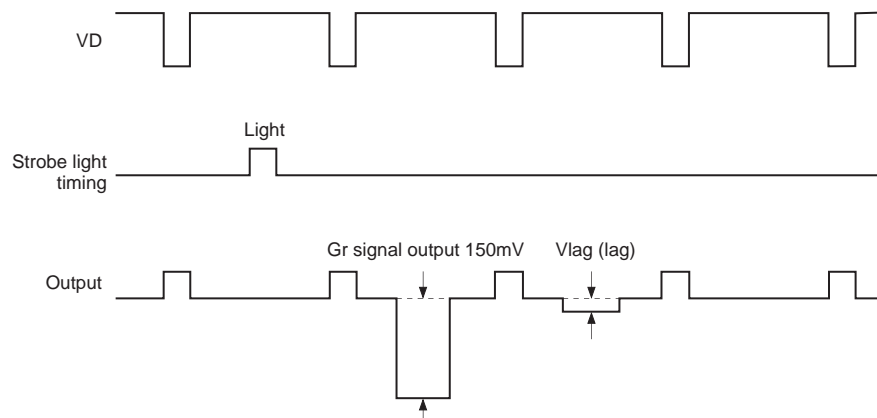 VD
Light
Strobe light
timing
Gr signal output 150mV
Vlag (lag)
Output